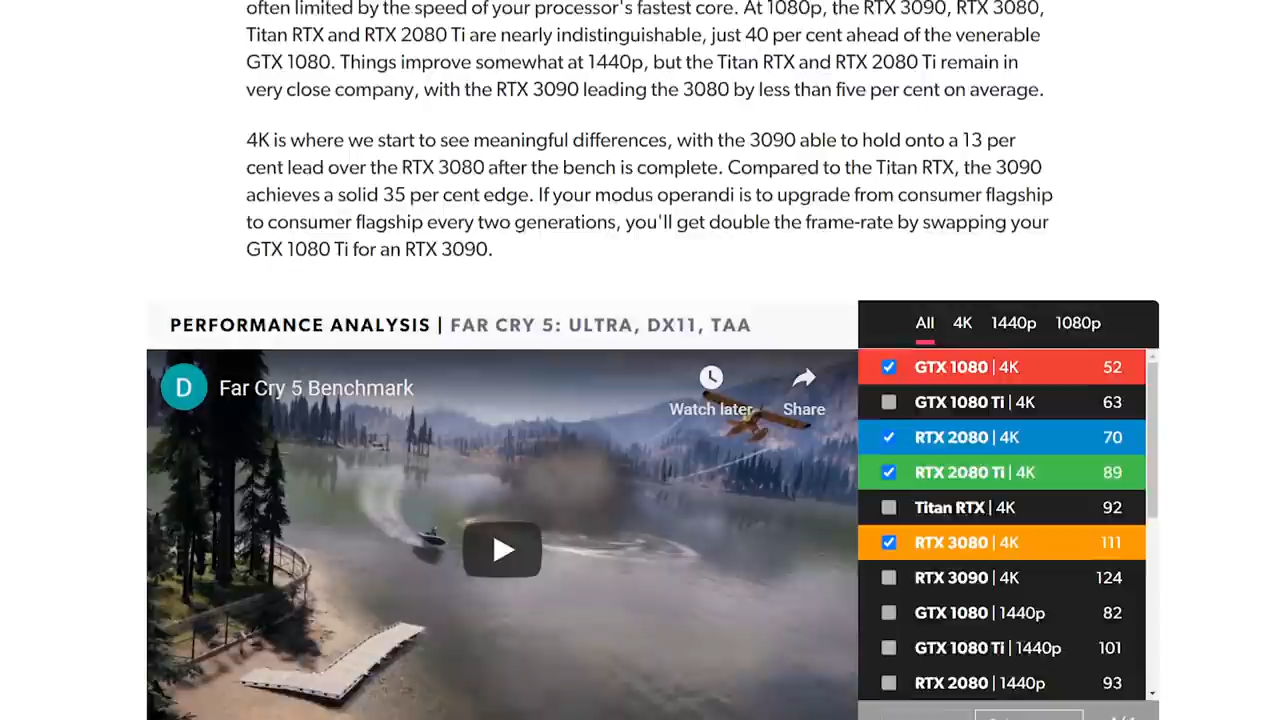 often limited by the speed of your processor's fastest core. At 1080p, the RTX 3090, RTX 3080,
Titan RTX and RTX 2080 Ti are nearly indistinguishable, just 40 per cent ahead of the venerable
GTX 1080. Things improve somewhat at 1440p, but the Titan RTX and RTX 2080 Ti remain in
very close company, with the RTX 3090 leading the 3080 by less than five per cent on average.
4K is where we start to see meaningful differences, with the 3090 able to hold onto a 13 per
cent lead over the RTX 3080 after the bench is complete. Compared to the Titan RTX, the 3090
achieves a solid 35 per cent edge. If your modus operandi is to upgrade from consumer flagship
to consumer flagship every two generations, you'll get double the frame-rate by swapping your
GTX 1080 Ti for an RTX 3090.
PERFORMANCE ANALYSIS | FAR CRY 5: ULTRA, DX11, TAA
All 4K 1440p 1080p
D Far Cry 5 Benchmark
Watch later Share
GTX 1080 | 4K 52
GTX 1080 Ti | 4K 63
RTX 2080 | 4K 70
RTX 2080 Ti | 4K 89
Titan RTX | 4K 92
RTX 3080 | 4K 111
RTX 3090 | 4K 124
GTX 1080 | 1440p 82
GTX 1080 Ti | 1440p 101
RTX 2080 | 1440p 93